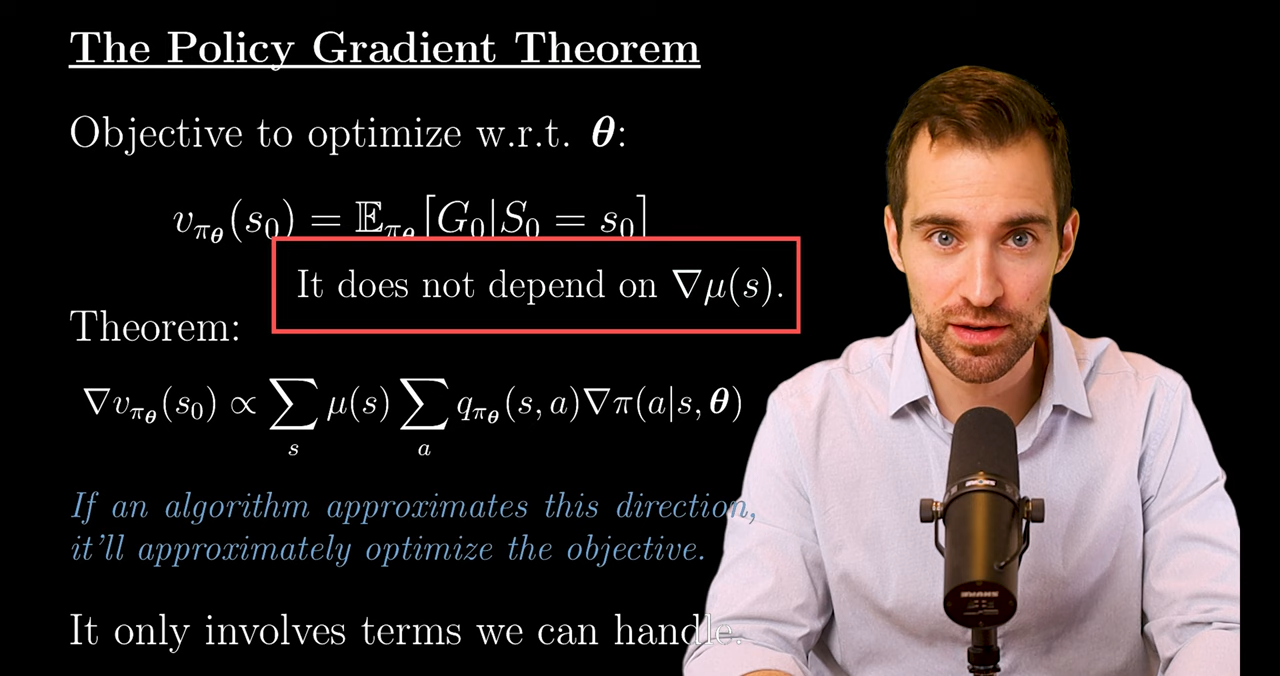 The Policy Gradient Theorem
Objective to optimize w.r.t. θ:
v_{π_θ}(s_0) = 𝔼_{π_θ}[G_0|S_0 = s_0]
It does not depend on ∇μ(s).
Theorem:
∇v_{π_θ}(s_0) ∝ ∑_s μ(s) ∑_a q_{π_θ}(s, a)∇π(a|s, θ)
If an algorithm approximates this direction,
it'll approximately optimize the objective.
It only involves terms we can handle.